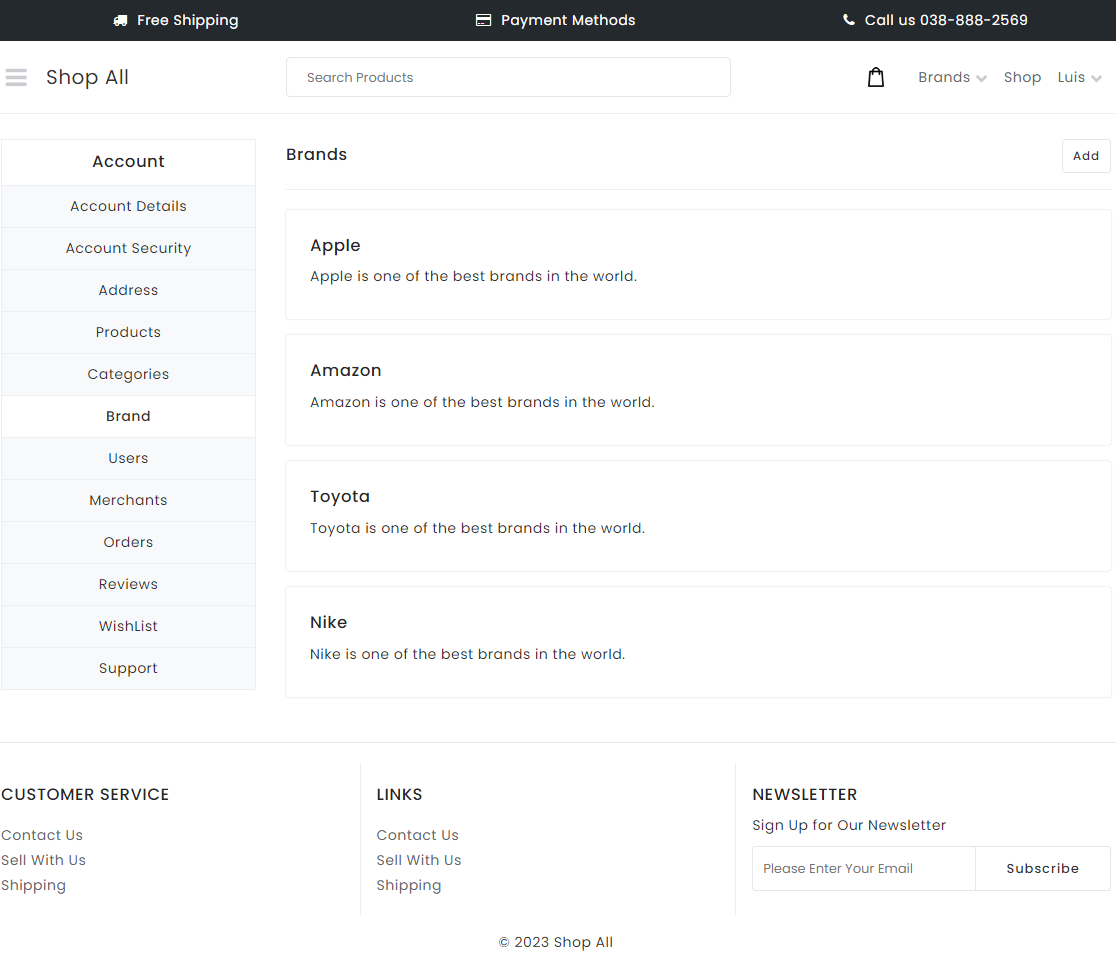 Free Shipping
Payment Methods
Call us 038-888-2569
Shop All
Search Products
Brands
Shop
Luis
Account
Account Details
Account Security
Address
Products
Categories
Brand
Users
Merchants
Orders
Reviews
WishList
Support
Brands
Add
Apple
Apple is one of the best brands in the world.
Amazon
Amazon is one of the best brands in the world.
Toyota
Toyota is one of the best brands in the world.
Nike
Nike is one of the best brands in the world.
CUSTOMER SERVICE
Contact Us
Sell With Us
Shipping
LINKS
Contact Us
Sell With Us
Shipping
NEWSLETTER
Sign Up for Our Newsletter
Please Enter Your Email
Subscribe
© 2023 Shop All